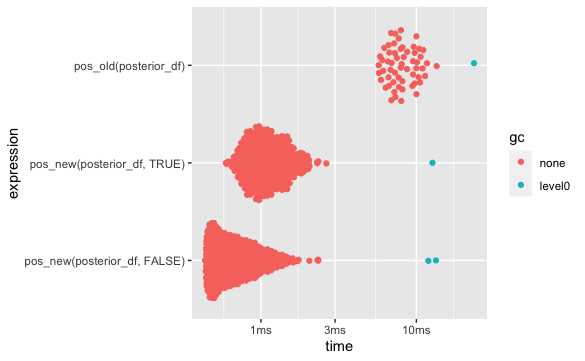 pos_old(posterior_df)
pos_new(posterior_df, TRUE)
pos_new(posterior_df, FALSE)
expression
1ms
3ms
10ms
time
gc
none
level0